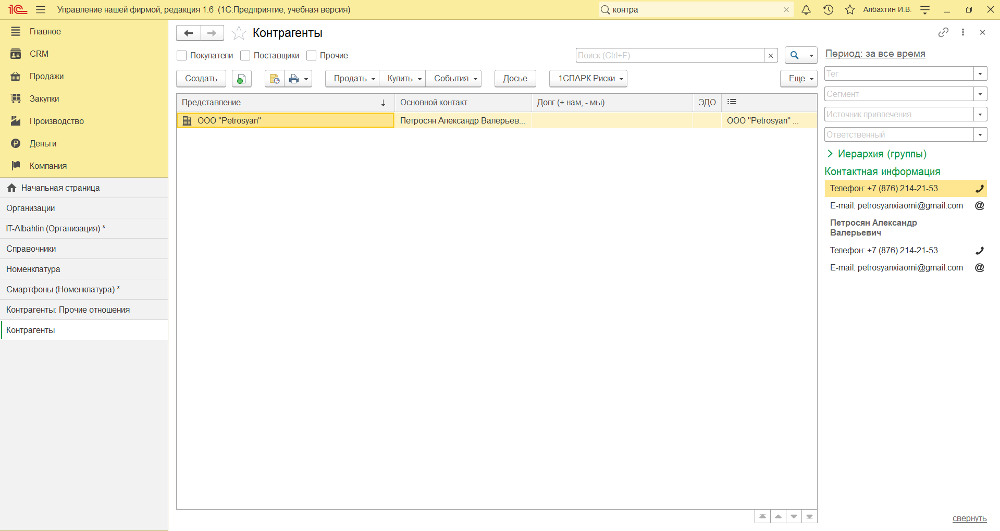 1С Управление нашей фирмой, редакция 1.6 (1С:Предприятие, учебная версия) контра Албахтин И.В.
Главное
CRM
Продажи
Закупки
Производство
Деньги
Компания
Начальная страница
Организации
IT-Albahtin (Организация) *
Справочники
Номенклатура
Смартфоны (Номенклатура) *
Контрагенты: Прочие отношения
Контрагенты
Контрагенты
Покупатели Поставщики Прочие Поиск (Ctrl+F)
Создать Продать Купить События Досье 1СПАРК Риски Еще
Представление Основной контакт Долг (+ нам, - мы) ЭДО
ООО "Petrosyan" Петросян Александр Валерьев... ООО "Petrosyan" ...
Период: за все время
Тег
Сегмент
Источник привлечения
Ответственный
Иерархия (группы)
Контактная информация
Телефон: +7 (876) 214-21-53
E-mail: petrosyanxiaomi@gmail.com
Петросян Александр
Валерьевич
Телефон: +7 (876) 214-21-53
E-mail: petrosyanxiaomi@gmail.com
свернуть